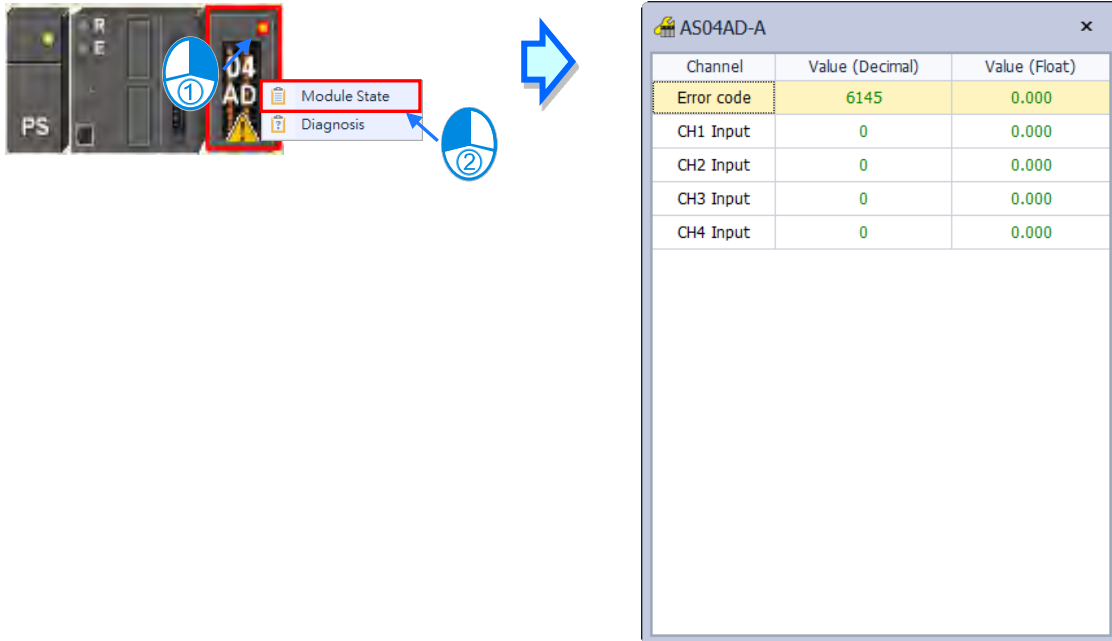 R
E
04
AD
PS
①
Module State
Diagnosis
②
AS04AD-A
Channel Value (Decimal) Value (Float)
Error code 6145 0.000
CH1 Input 0 0.000
CH2 Input 0 0.000
CH3 Input 0 0.000
CH4 Input 0 0.000